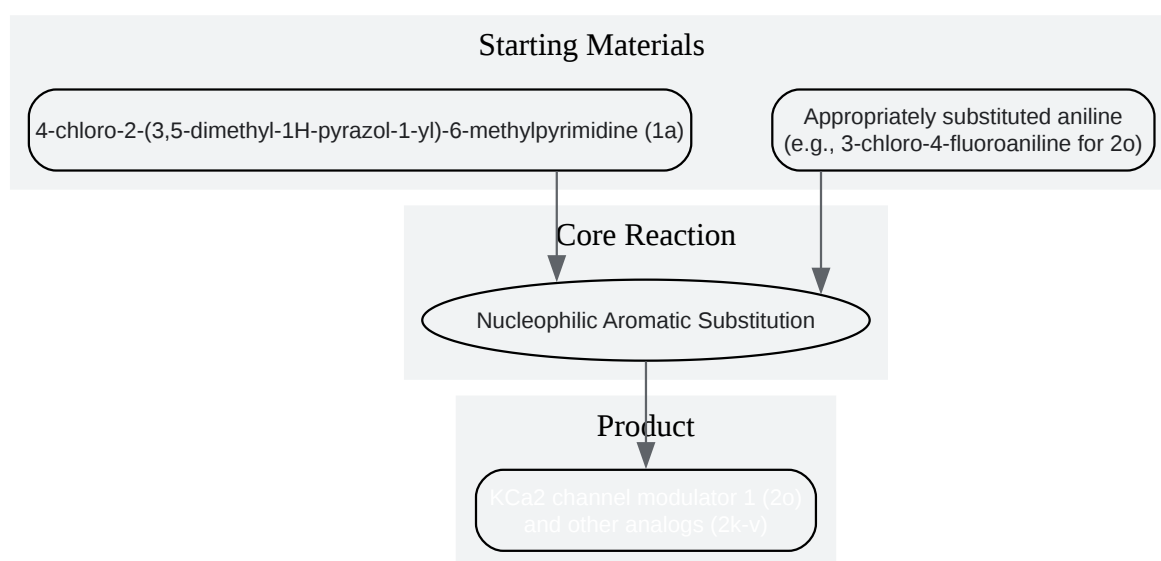 Starting Materials
4-chloro-2-(3,5-dimethyl-1H-pyrazol-1-yl)-6-methylpyrimidine (1a)
Appropriately substituted aniline
(e.g., 3-chloro-4-fluoroaniline for 2o)
Core Reaction
Nucleophilic Aromatic Substitution
Product
KCa2 channel modulator 1 (2o)
and other analogs (2k-v)